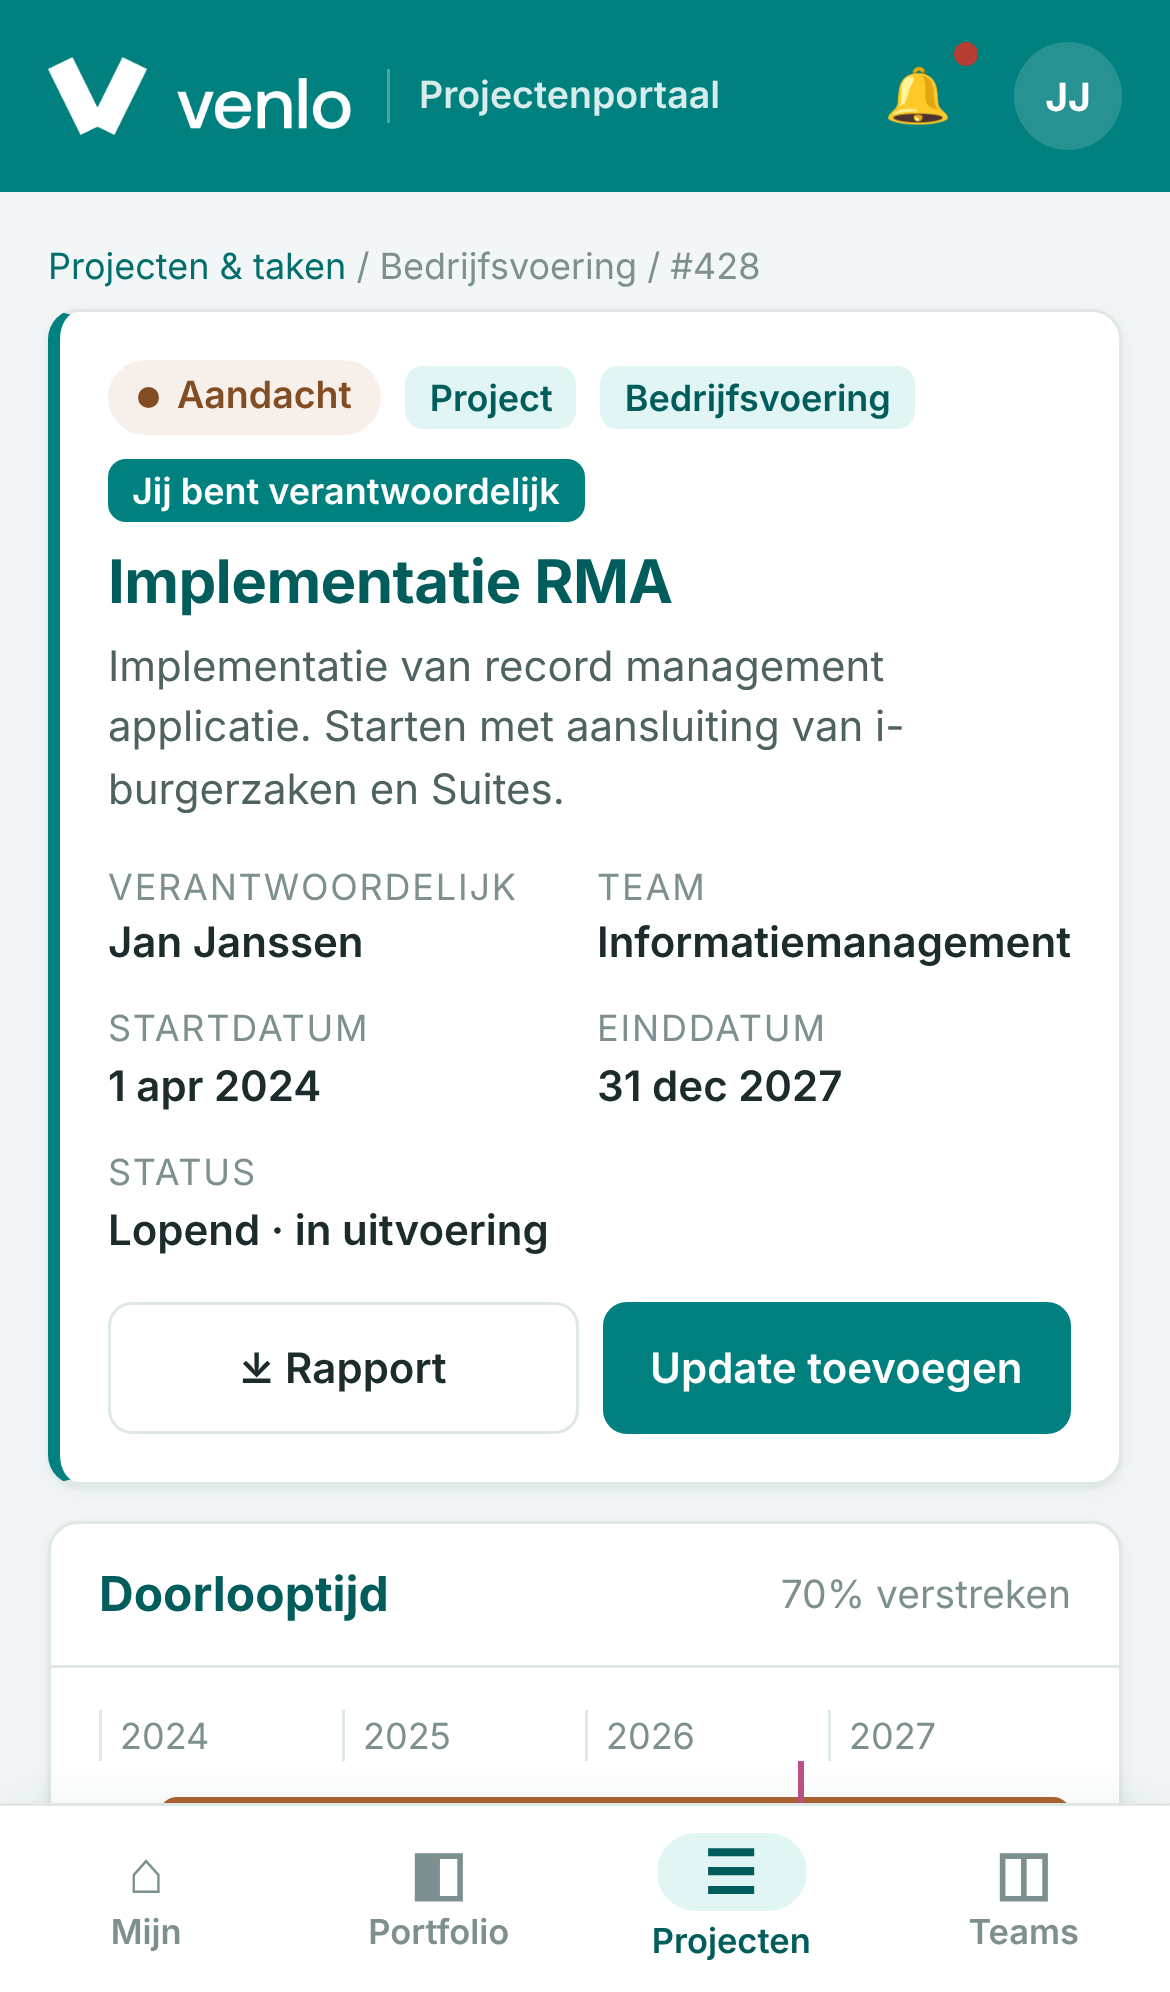 venlo
Projectenportaal
JJ
Projecten & taken / Bedrijfsvoering / #428
Aandacht
Project
Bedrijfsvoering
Jij bent verantwoordelijk
Implementatie RMA
Implementatie van record management
applicatie. Starten met aansluiting van i-
burgerzaken en Suites.
VERANTWOORDELIJK
Jan Janssen
TEAM
Informatiemanagement
STARTDATUM
1 apr 2024
EINDDATUM
31 dec 2027
STATUS
Lopend · in uitvoering
Rapport
Update toevoegen
Doorlooptijd
70% verstreken
2024
2025
2026
2027
Mijn
Portfolio
Projecten
Teams